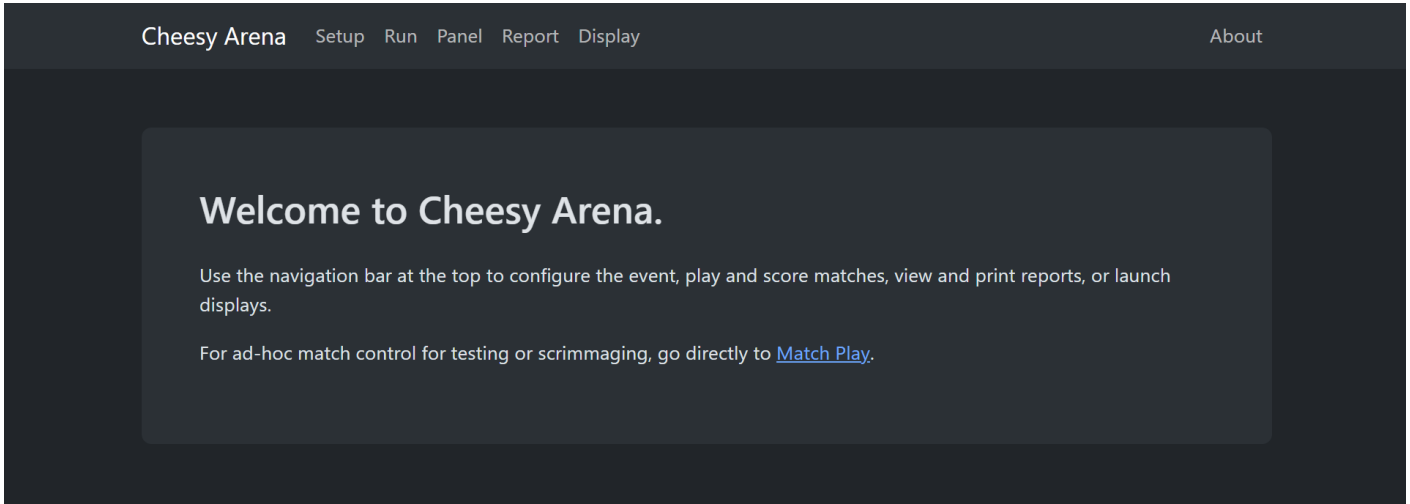 Cheesy Arena Setup Run Panel Report Display About
Welcome to Cheesy Arena.
Use the navigation bar at the top to configure the event, play and score matches, view and print reports, or launch
displays.
For ad-hoc match control for testing or scrimmaging, go directly to Match Play.